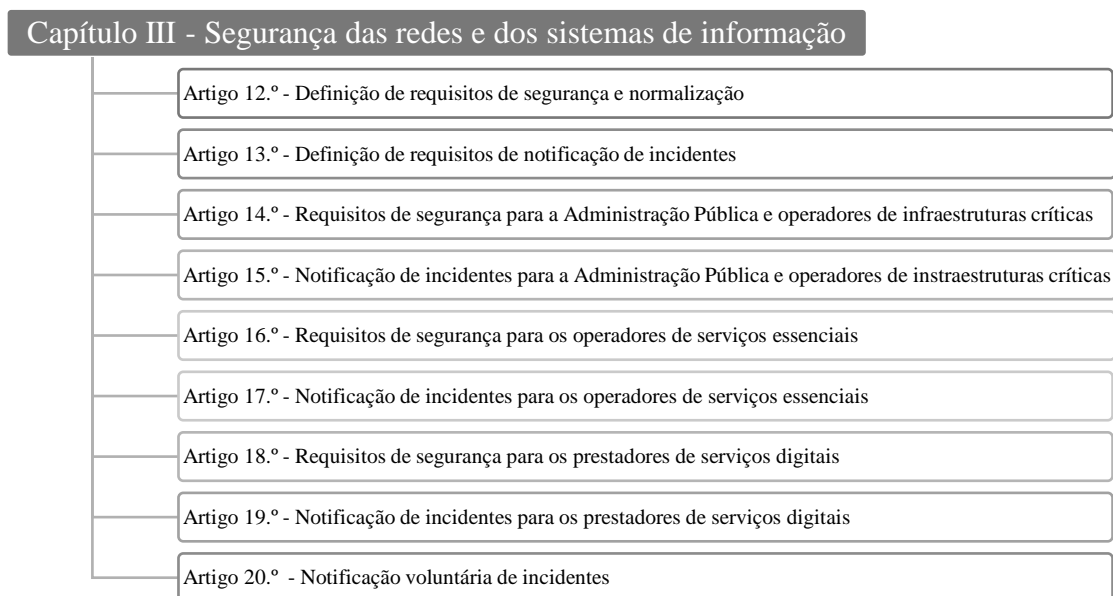 Capítulo III - Segurança das redes e dos sistemas de informação
Artigo 12.º - Definição de requisitos de segurança e normalização
Artigo 13.º - Definição de requisitos de notificação de incidentes
Artigo 14.º - Requisitos de segurança para a Administração Pública e operadores de infraestruturas críticas
Artigo 15.º - Notificação de incidentes para a Administração Pública e operadores de instraestruturas críticas
Artigo 16.º - Requisitos de segurança para os operadores de serviços essenciais
Artigo 17.º - Notificação de incidentes para os operadores de serviços essenciais
Artigo 18.º - Requisitos de segurança para os prestadores de serviços digitais
Artigo 19.º - Notificação de incidentes para os prestadores de serviços digitais
Artigo 20.º - Notificação voluntária de incidentes